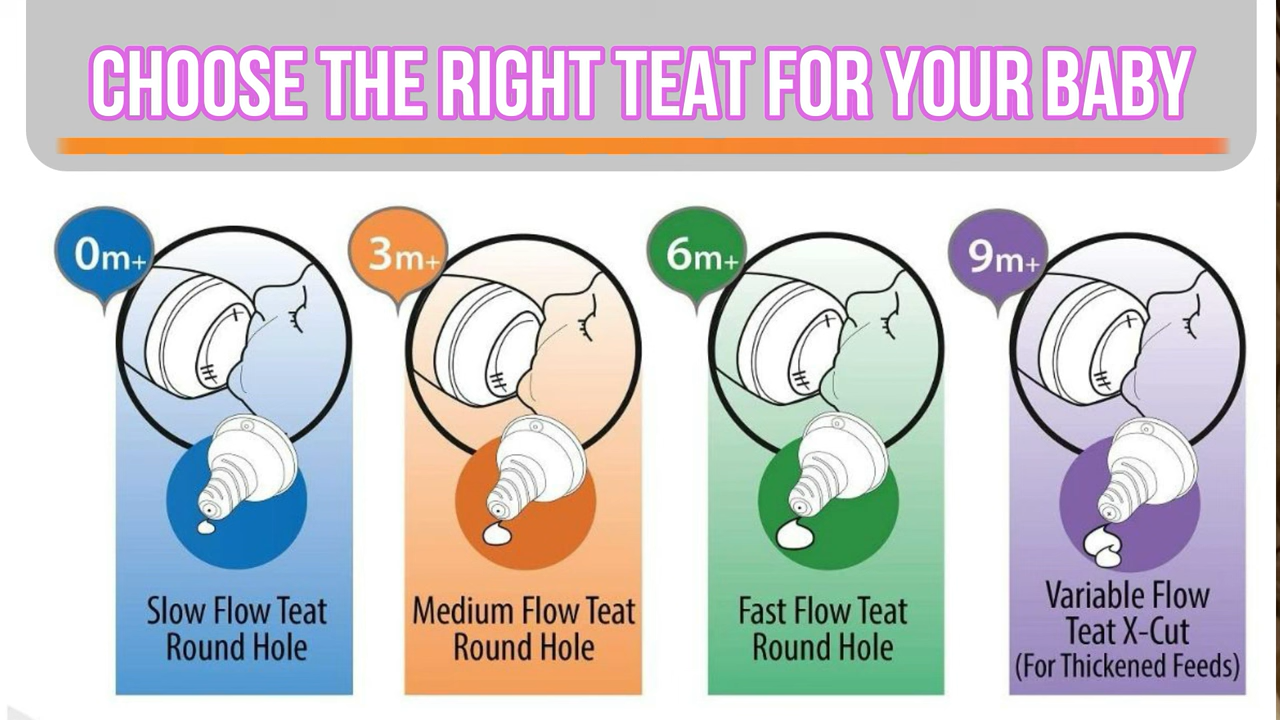 CHOOSE THE RIGHT TEAT FOR YOUR BABY
0m+
3m+
6m+
9m+
Slow Flow Teat
Round Hole
Medium Flow Teat
Round Hole
Fast Flow Teat
Round Hole
Variable Flow
Teat X-Cut
(For Thickened Feeds)